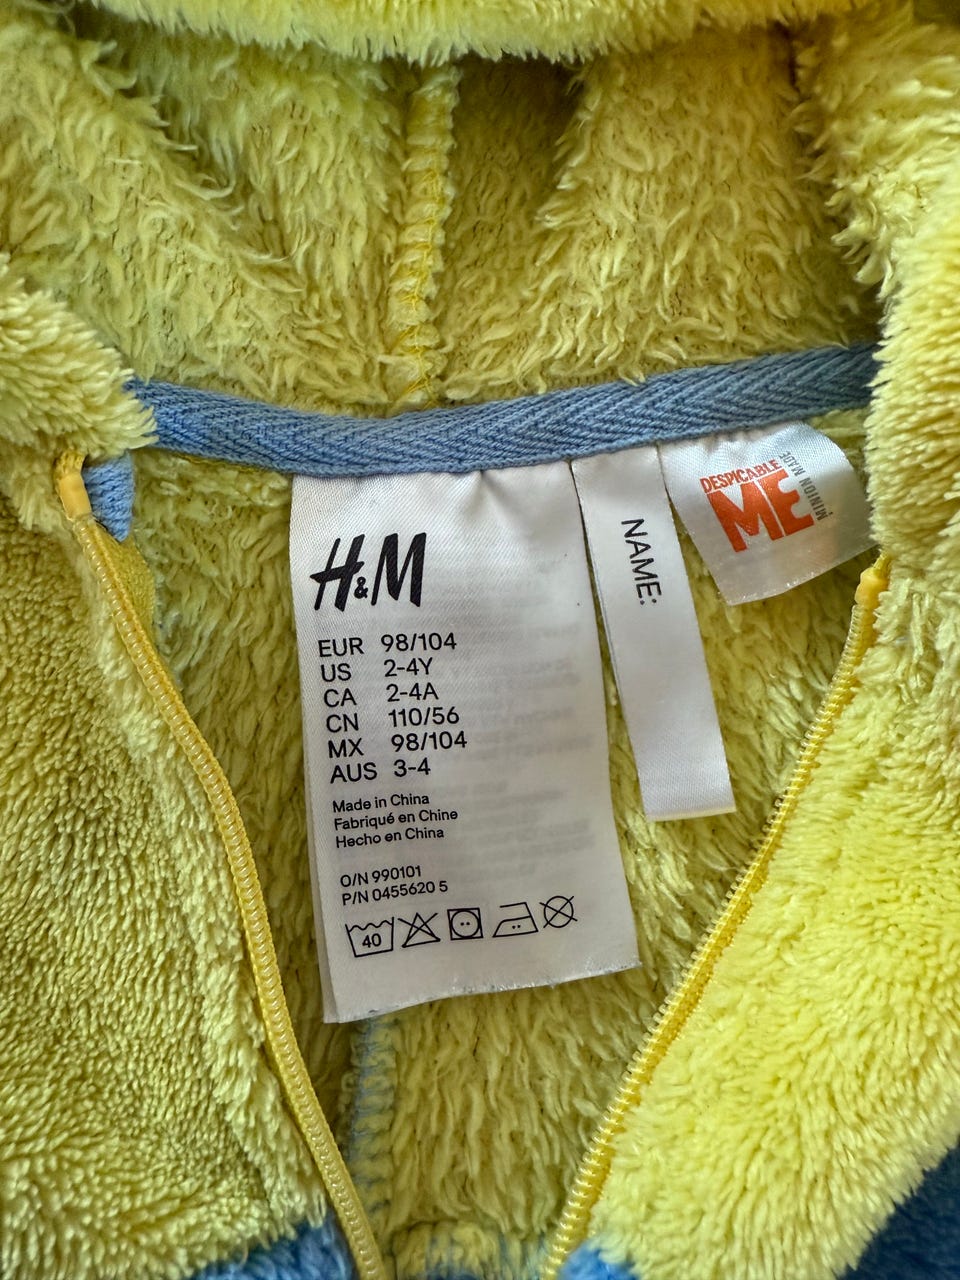 H&M
EUR 98/104
US 2-4Y
CA 2-4A
CN 110/56
MX 98/104
AUS 3-4
Made in China
Fabriqué en Chine
Hecho en China
O/N 990101
P/N 0455620 5
40
NAME:
DESPICABLE
ME
MINION MADE